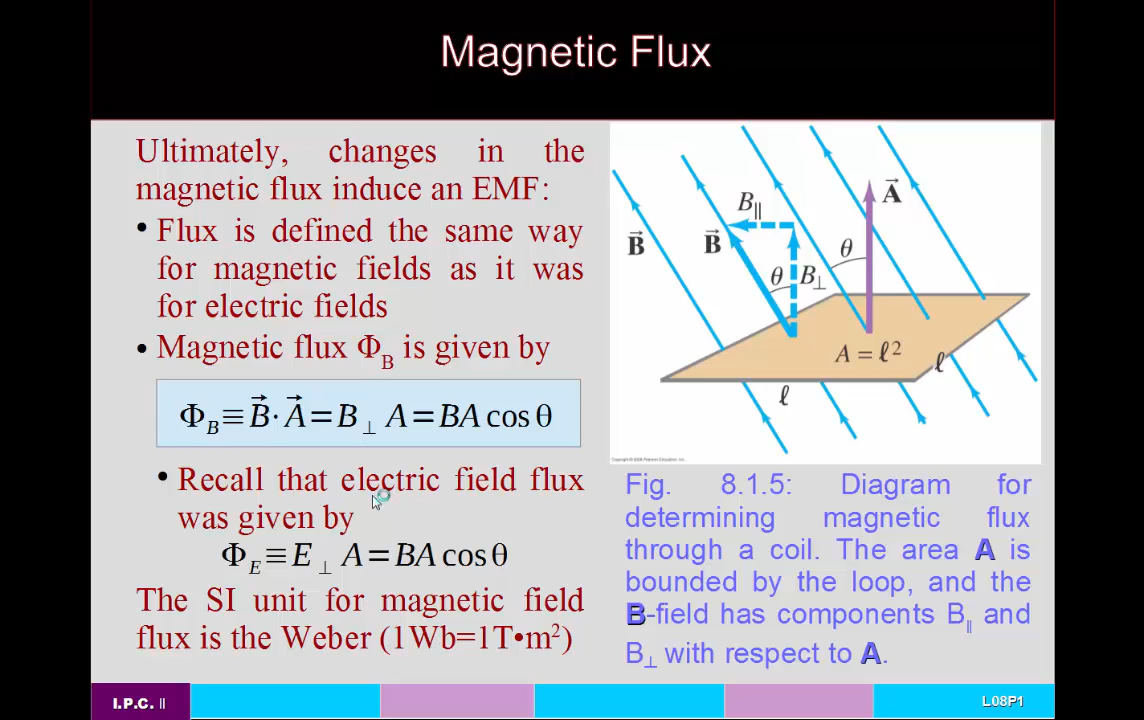 Magnetic Flux
Ultimately, changes in the
magnetic flux induce an EMF:
• Flux is defined the same way
for magnetic fields as it was
for electric fields
• Magnetic flux Φ_B is given by
Φ_B ≡ B⃗ · A⃗ = B_⊥ A = BA cos θ
• Recall that electric field flux
was given by
Φ_E ≡ E_⊥ A = BA cos θ
The SI unit for magnetic field
flux is the Weber (1Wb=1T•m²)
B⃗
B⃗
B_∥
θ
B_⊥
θ
A⃗
A = ℓ²
ℓ
ℓ
Fig. 8.1.5: Diagram for
determining magnetic flux
through a coil. The area A is
bounded by the loop, and the
B-field has components B_∥ and
B_⊥ with respect to A.
I.P.C. II
L08P1